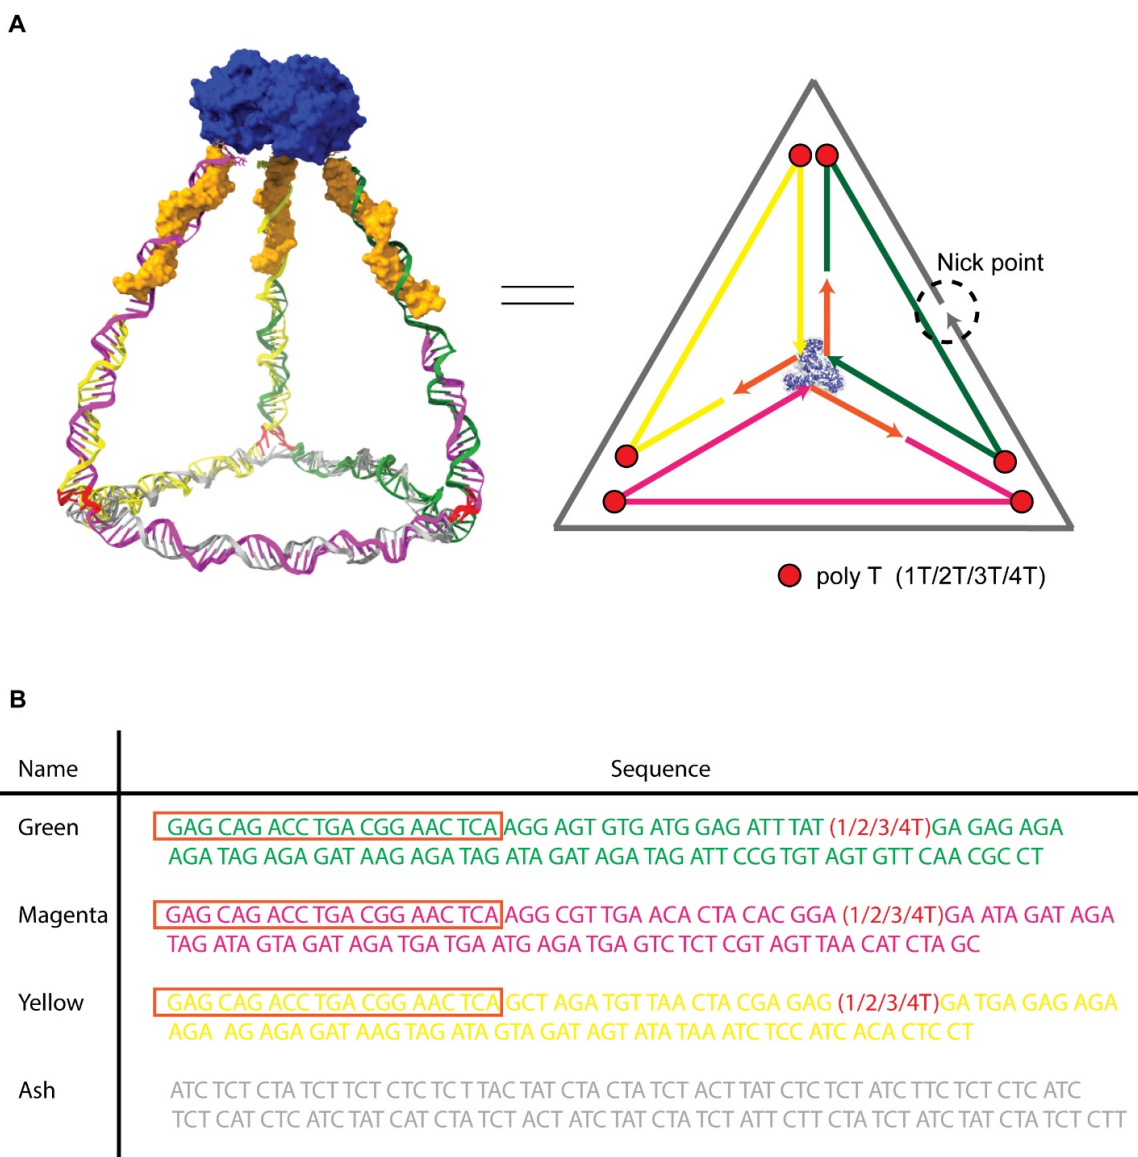 A
Nick point
poly T (1T/2T/3T/4T)
B
Name Sequence
Green GAG CAG ACC TGA CGG AAC TCA AGG AGT GTG ATG GAG ATT TAT (1/2/3/4T)GA GAG AGA
AGA TAG AGA GAT AAG AGA TAG ATA GAT AGA TAG ATT CCG TGT AGT GTT CAA CGC CT
Magenta GAG CAG ACC TGA CGG AAC TCA AGG CGT TGA ACA CTA CAC GGA (1/2/3/4T)GA ATA GAT AGA
TAG ATA GTA GAT AGA TGA TGA ATG AGA TGA GTC TCT CGT AGT TAA CAT CTA GC
Yellow GAG CAG ACC TGA CGG AAC TCA GCT AGA TGT TAA CTA CGA GAG (1/2/3/4T)GA TGA GAG AGA
AGA AG AGA GAT AAG TAG ATA GTA GAT AGT ATA TAA ATC TCC ATC ACA CTC CT
Ash ATC TCT CTA TCT TCT CTC TCT TAC TAT CTA CTA TCT ACT TAT CTC TCT ATC TTC TCT CTC ATC
TCT CAT CTC ATC TAT CAT CTA TCT ACT ATC TAT CTA TCT ATT CTT CTA TCT ATC TAT CTA TCT CTT